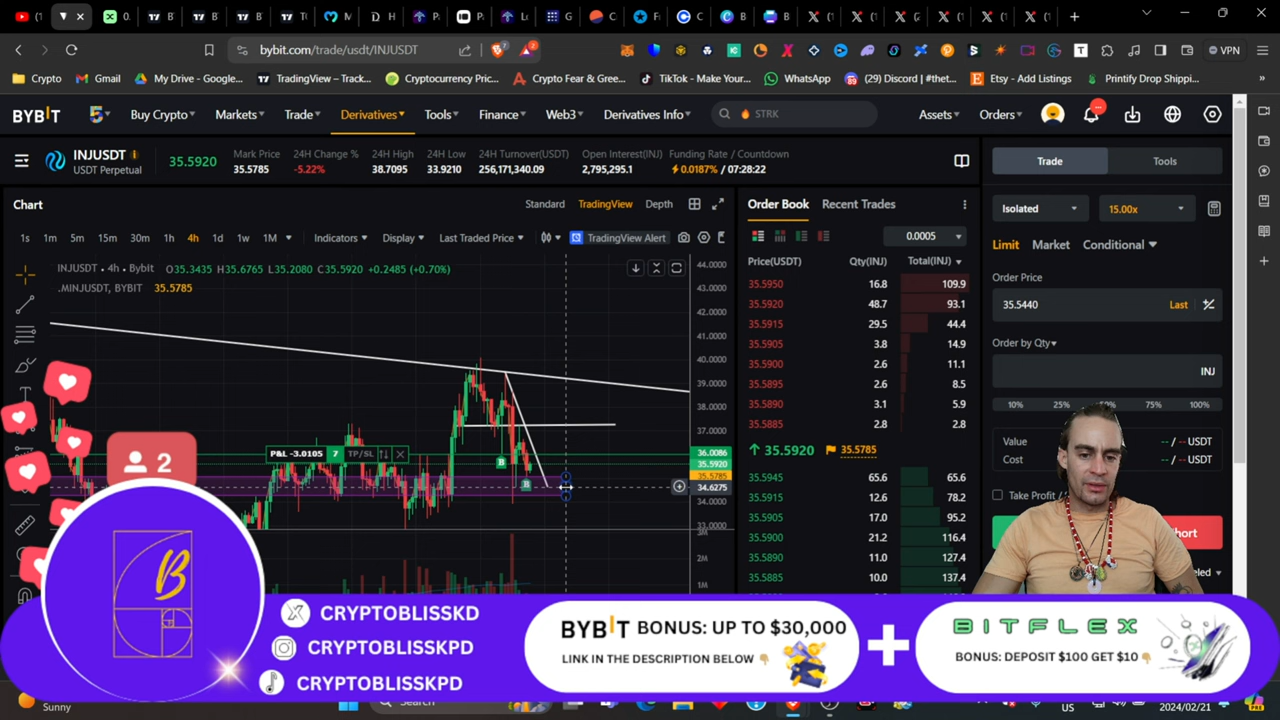 bybit.com/trade/usdt/INJUSDT
VPN
Crypto
Gmail
My Drive - Google...
TradingView – Track...
Cryptocurrency Pric...
Crypto Fear & Gree...
TikTok - Make Your...
WhatsApp
(29) Discord | #thet...
Etsy - Add Listings
Printify Drop Shippi...
BYBIT
Buy Crypto
Markets
Trade
Derivatives
Tools
Finance
Web3
Derivatives Info
STRK
Assets
Orders
INJUSDT
USDT Perpetual
35.5920
Mark Price
35.5785
24H Change %
-5.22%
24H High
38.7095
24H Low
33.9210
24H Turnover(USDT)
256,171,340.09
Open Interest(INJ)
2,795,295.1
Funding Rate / Countdown
0.0187% / 07:28:22
Trade
Tools
Chart
Standard
TradingView
Depth
Order Book
Recent Trades
Isolated
15.00x
1s 1m 5m 15m 30m 1h 4h 1d 1w 1M
Indicators
Display
Last Traded Price
TradingView Alert
0.0005
Limit
Market
Conditional
INJUSDT • 4h • Bybit O35.3435 H35.6765 L35.2080 C35.5920 +0.2485 (+0.70%)
.MINJUSDT, BYBIT 35.5785
44.0000
43.0000
42.0000
41.0000
40.0000
39.0000
38.0000
37.0000
36.0086
35.5920
35.5785
34.6275
34.0000
33.0000
3M
2M
1M
P&L -3.0105 7 TP/SL
B
B
Price(USDT) Qty(INJ) Total(INJ)
35.5950 16.8 109.9
35.5920 48.7 93.1
35.5915 29.5 44.4
35.5905 3.8 14.9
35.5900 2.6 11.1
35.5895 2.6 8.5
35.5890 3.1 5.9
35.5885 2.8 2.8
35.5920 35.5785
35.5945 65.6 65.6
35.5915 12.6 78.2
35.5905 17.0 95.2
35.5900 21.2 116.4
35.5890 11.0 127.4
35.5885 10.0 137.4
Order Price
35.5440
Last
Order by Qty
INJ
10% 25% 50% 75% 100%
Value -- / -- USDT
Cost -- / -- USDT
Take Profit /
2
B
CRYPTOBLISSKD
CRYPTOBLISSKPD
CRYPTOBLISSKPD
BYBIT BONUS: UP TO $30,000
LINK IN THE DESCRIPTION BELOW
BITFLEX
BONUS: DEPOSIT $100 GET $10
Sunny
Search
US
2024/02/21